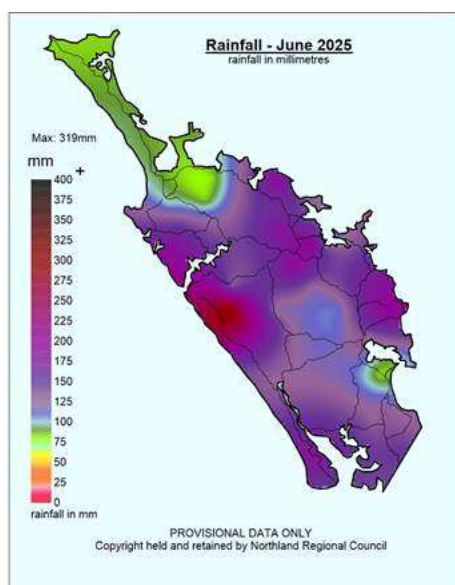 Rainfall - June 2025
rainfall in millimetres
Max: 319mm
mm
+
400
375
350
325
300
275
250
225
200
175
150
125
100
75
50
25
0
rainfall in mm
PROVISIONAL DATA ONLY
Copyright held and retained by Northland Regional Council